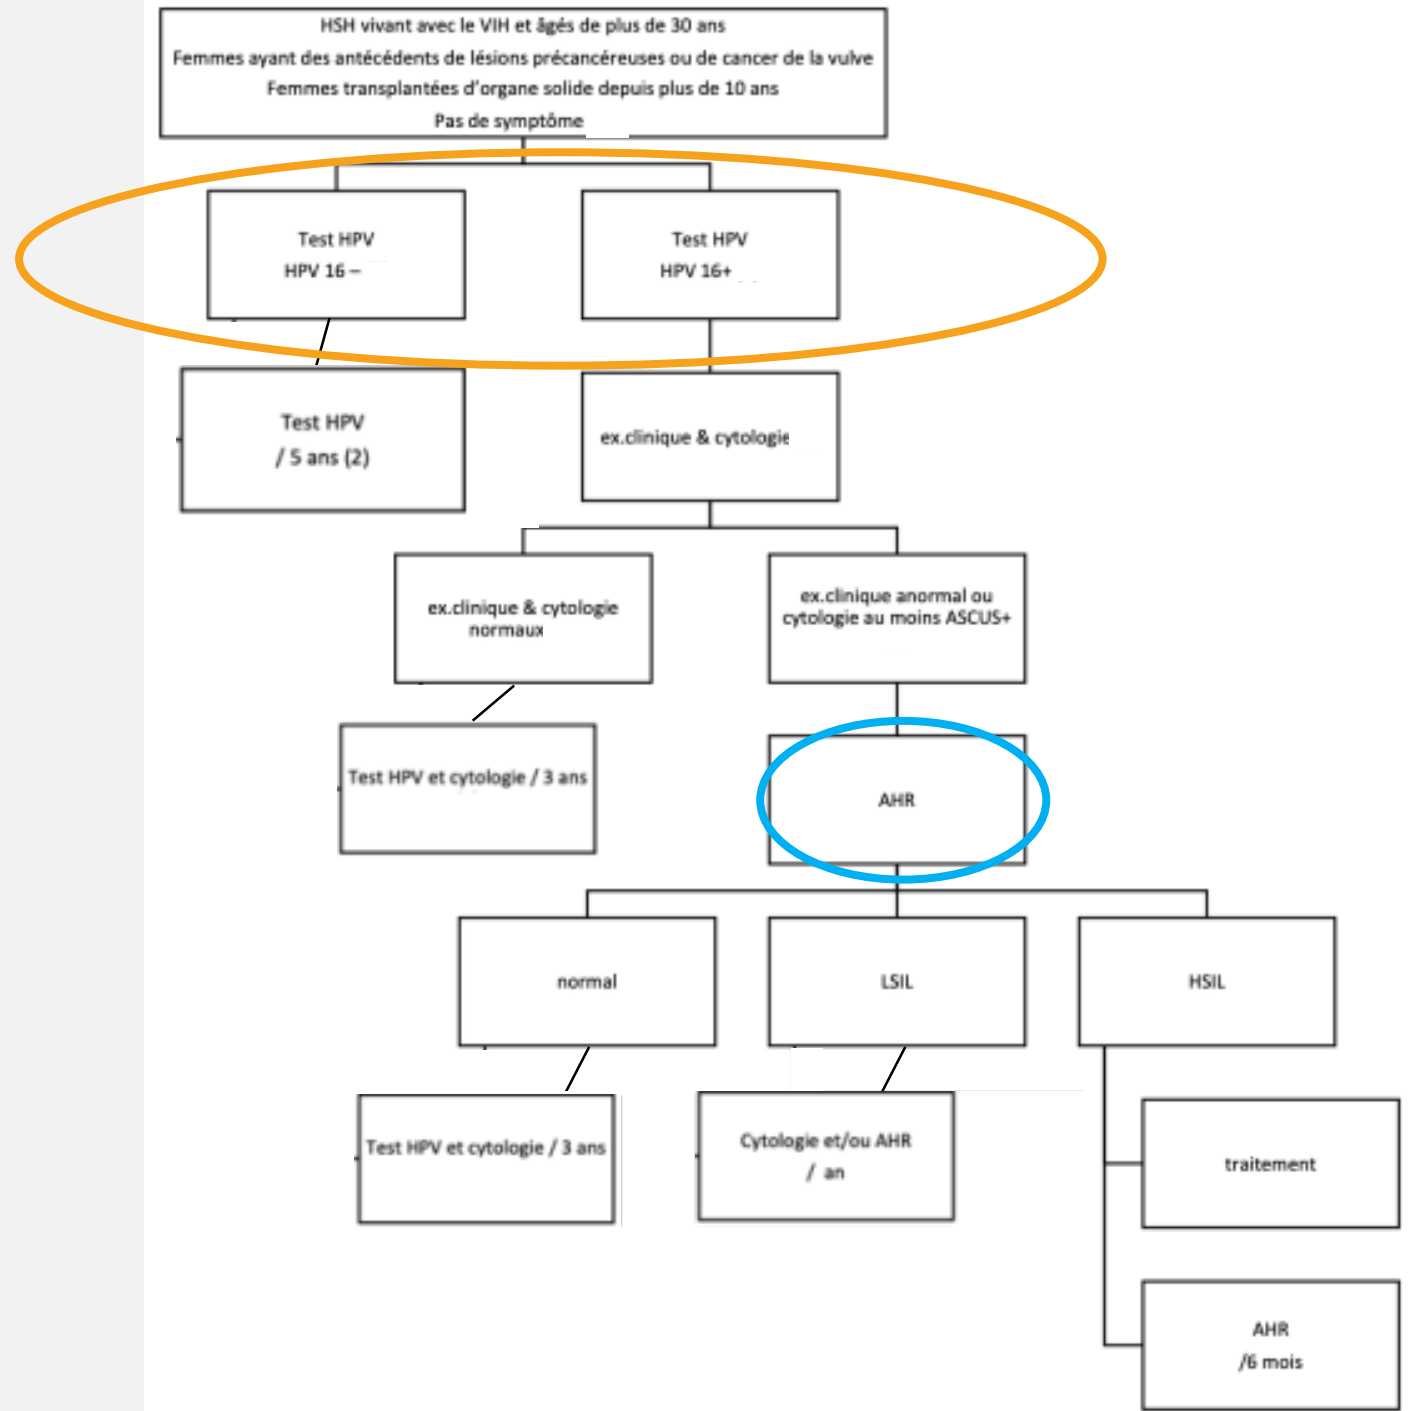 HSH vivant avec le VIH et âgés de plus de 30 ans
Femmes ayant des antécédents de lésions précancéreuses ou de cancer de la vulve
Femmes transplantées d'organe solide depuis plus de 10 ans
Pas de symptôme
Test HPV
HPV 16 –
Test HPV
HPV 16+
Test HPV
/ 5 ans (2)
ex.clinique & cytologie
ex.clinique & cytologie
normaux
ex.clinique anormal ou
cytologie au moins ASCUS+
Test HPV et cytologie / 3 ans
AHR
normal
LSIL
HSIL
Test HPV et cytologie / 3 ans
Cytologie et/ou AHR
/ an
traitement
AHR
/6 mois